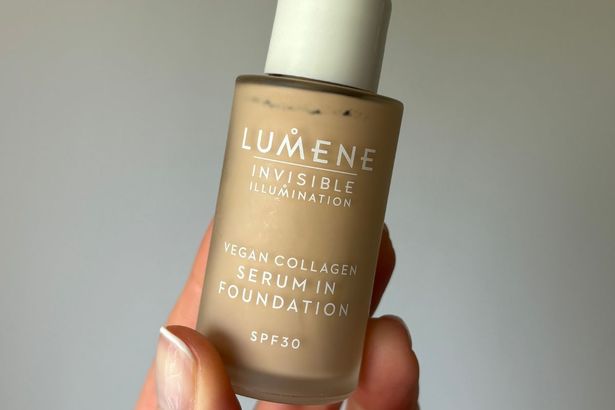 LUMENE
INVISIBLE
ILLUMINATION
VEGAN COLLAGEN
SERUM IN
FOUNDATION
SPF30